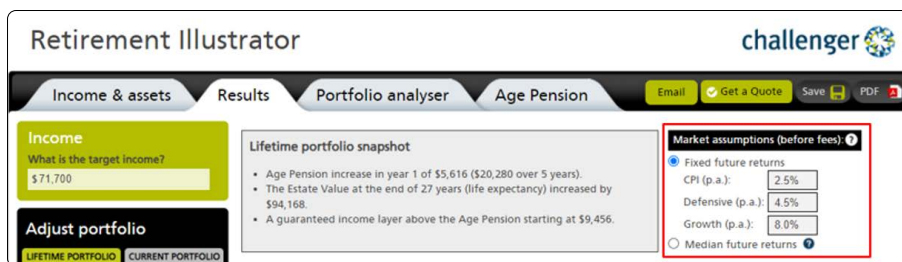 Retirement Illustrator
challenger
Income & assets
Results
Portfolio analyser
Age Pension
Email
Get a Quote
Save
PDF
Income
What is the target income?
$71,700
Adjust portfolio
LIFETIME PORTFOLIO
CURRENT PORTFOLIO
Lifetime portfolio snapshot
• Age Pension increase in year 1 of $5,616 ($20,280 over 5 years).
• The Estate Value at the end of 27 years (life expectancy) increased by
$94,168.
• A guaranteed income layer above the Age Pension starting at $9,456.
Market assumptions (before fees): ?
Fixed future returns
CPI (p.a.): 2.5%
Defensive (p.a.): 4.5%
Growth (p.a.): 8.0%
Median future returns ?